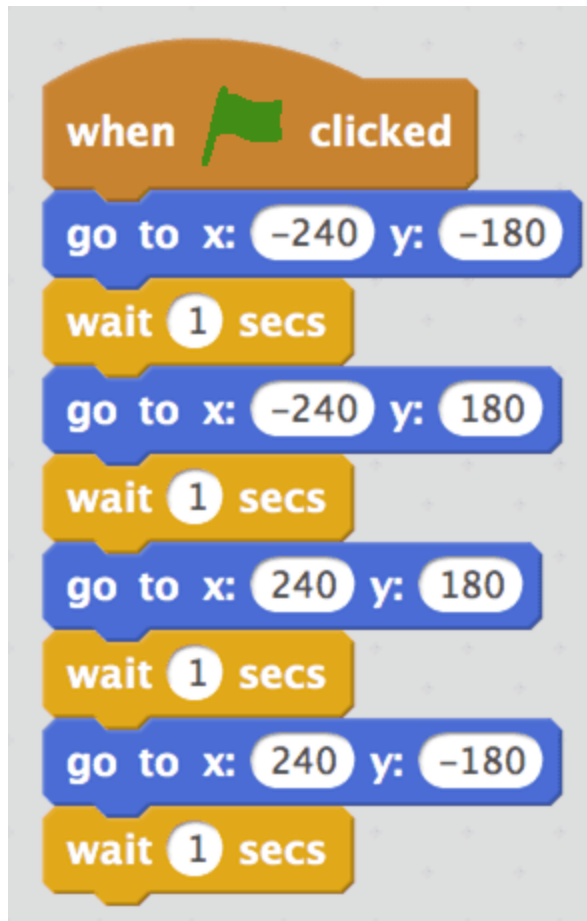 when clicked
go to x: -240 y: -180
wait 1 secs
go to x: -240 y: 180
wait 1 secs
go to x: 240 y: 180
wait 1 secs
go to x: 240 y: -180
wait 1 secs